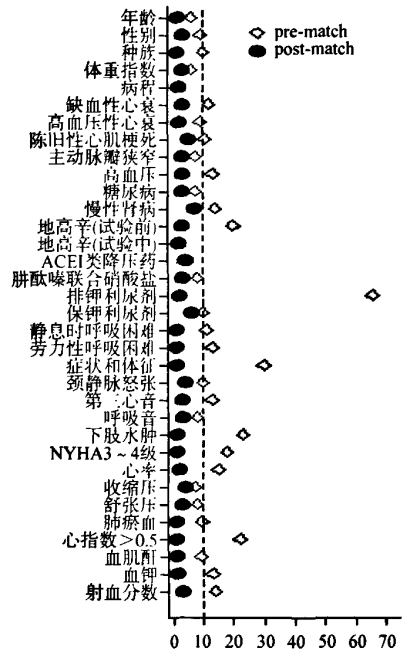 年龄
性别
种族
体重指数
病程
缺血性心衰
高血压性心衰
陈旧性心肌梗死
主动脉瓣狭窄
高血压
糖尿病
慢性肾病
地高辛(试验前)
地高辛(试验中)
ACEI类降压药
肼酞嗪联合硝酸盐
排钾利尿剂
保钾利尿剂
静息时呼吸困难
劳力性呼吸困难
症状和体征
颈静脉怒张
第三心音
呼吸音
下肢水肿
NYHA3~4级
心率
收缩压
舒张压
肺瘀血
心指数>0.5
血肌酐
血钾
射血分数
pre-match
post-match
0 10 20 30 40 50 60 70